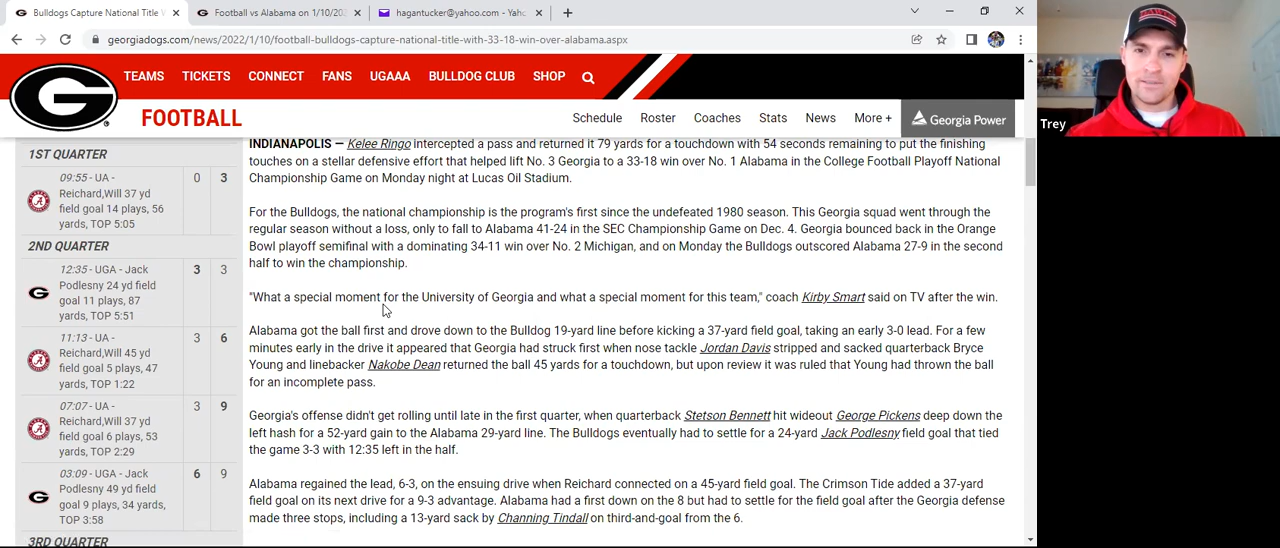 Bulldogs Capture National Title W
Football vs Alabama on 1/10/202
hagantucker@yahoo.com - Yaho
georgiadogs.com/news/2022/1/10/football-bulldogs-capture-national-title-with-33-18-win-over-alabama.aspx
G
TEAMS TICKETS CONNECT FANS UGAAA BULLDOG CLUB SHOP
FOOTBALL
Schedule Roster Coaches Stats News More + Georgia Power
Trey
1ST QUARTER
09:55 - UA - 0 3
Reichard,Will 37 yd
field goal 14 plays, 56
yards, TOP 5:05
2ND QUARTER
12:35 - UGA - Jack 3 3
Podlesny 24 yd field
goal 11 plays, 87
yards, TOP 5:51
11:13 - UA - 3 6
Reichard,Will 45 yd
field goal 5 plays, 47
yards, TOP 1:22
07:07 - UA - 3 9
Reichard,Will 37 yd
field goal 6 plays, 53
yards, TOP 2:29
03:09 - UGA - Jack 6 9
Podlesny 49 yd field
goal 9 plays, 34 yards,
TOP 3:58
3RD QUARTER
INDIANAPOLIS — Kelee Ringo intercepted a pass and returned it 79 yards for a touchdown with 54 seconds remaining to put the finishing
touches on a stellar defensive effort that helped lift No. 3 Georgia to a 33-18 win over No. 1 Alabama in the College Football Playoff National
Championship Game on Monday night at Lucas Oil Stadium.
For the Bulldogs, the national championship is the program's first since the undefeated 1980 season. This Georgia squad went through the
regular season without a loss, only to fall to Alabama 41-24 in the SEC Championship Game on Dec. 4. Georgia bounced back in the Orange
Bowl playoff semifinal with a dominating 34-11 win over No. 2 Michigan, and on Monday the Bulldogs outscored Alabama 27-9 in the second
half to win the championship.
"What a special moment for the University of Georgia and what a special moment for this team," coach Kirby Smart said on TV after the win.
Alabama got the ball first and drove down to the Bulldog 19-yard line before kicking a 37-yard field goal, taking an early 3-0 lead. For a few
minutes early in the drive it appeared that Georgia had struck first when nose tackle Jordan Davis stripped and sacked quarterback Bryce
Young and linebacker Nakobe Dean returned the ball 45 yards for a touchdown, but upon review it was ruled that Young had thrown the ball
for an incomplete pass.
Georgia's offense didn't get rolling until late in the first quarter, when quarterback Stetson Bennett hit wideout George Pickens deep down the
left hash for a 52-yard gain to the Alabama 29-yard line. The Bulldogs eventually had to settle for a 24-yard Jack Podlesny field goal that tied
the game 3-3 with 12:35 left in the half.
Alabama regained the lead, 6-3, on the ensuing drive when Reichard connected on a 45-yard field goal. The Crimson Tide added a 37-yard
field goal on its next drive for a 9-3 advantage. Alabama had a first down on the 8 but had to settle for the field goal after the Georgia defense
made three stops, including a 13-yard sack by Channing Tindall on third-and-goal from the 6.